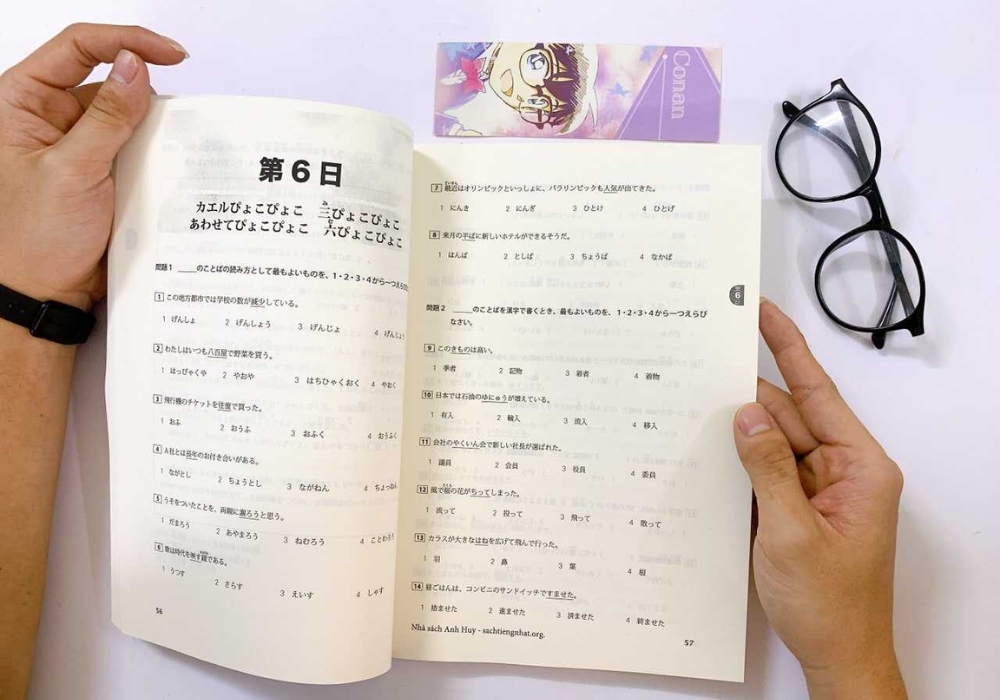 第6日
カエルぴょこぴょこ 三ぴょこぴょこ
あわせてぴょこぴょこ 六ぴょこぴょこ
問題1 ＿＿＿のことばの読み方として最もよいものを、1・2・3・4から一つえらび
1 この地方都市では学校の数が減少している。
1 げんしょ 2 げんしょう 3 げんじょ 4 げんじょう
2 わたしはいつも八百屋で野菜を買う。
1 はっぴゃくや 2 やおや 3 はちひゃくおく 4 やおく
3 飛行機のチケットを往復で買った。
1 おふ 2 おうふ 3 おふく 4 おうふく
4 A社とは長年のお付き合いがある。
1 ながとし 2 ちょうとし 3 ながねん 4 ちょうねん
5 うそをついたことを、両親に謝ろうと思う。
1 だまろう 2 あやまろう 3 ねむろう 4 ことわろう
6 歌は時代を映す鏡である。
1 うつす 2 さらす 3 えいす 4 しゃす
56
7 最近はオリンピックといっしょに、パラリンピックも人気が出てきた。
1 にんき 2 にんぎ 3 ひとけ 4 ひとげ
8 来月の半ばに新しいホテルができるそうだ。
1 はんば 2 としば 3 ちょうば 4 なかば
問題2 ＿＿＿のことばを漢字で書くとき、最もよいものを、1・2・3・4から一つえらび
なさい。
9 このきものは高い。
1 季者 2 記物 3 着者 4 着物
10 日本では石油のゆにゅうが増えている。
1 有入 2 輸入 3 流入 4 移入
11 会社のやくいん会で新しい社長が選ばれた。
1 議員 2 会員 3 役員 4 委員
12 風で桜の花がちってしまった。
1 流って 2 投って 3 飛って 4 散って
13 カラスが大きなはねを広げて飛んで行った。
1 羽 2 鼻 3 葉 4 根
14 昼ごはんは、コンビニのサンドイッチですませた。
1 捨ませた 2 進ませた 3 済ませた 4 終ませた
Nhà sách Anh Huy - sachtiengnhat.org.
57
第6日
Conan